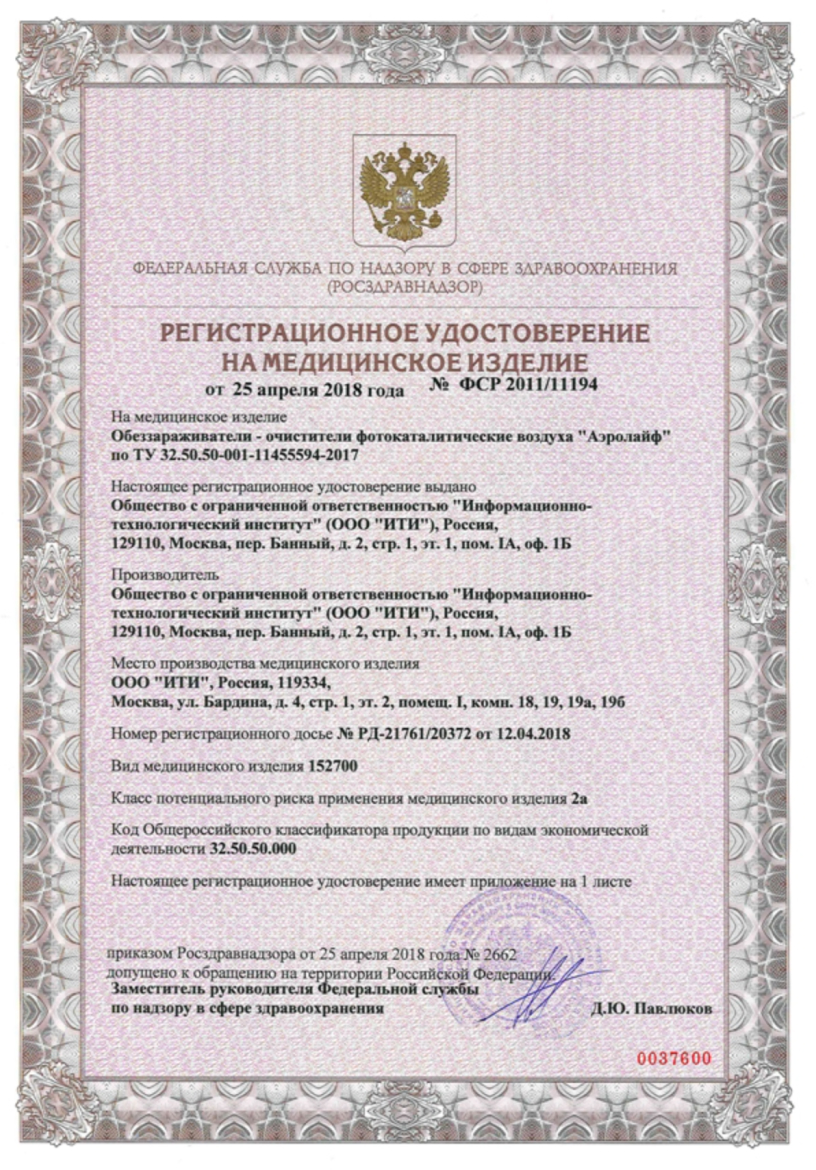 ФЕДЕРАЛЬНАЯ СЛУЖБА ПО НАДЗОРУ В СФЕРЕ ЗДРАВООХРАНЕНИЯ
(РОСЗДРАВНАДЗОР)
РЕГИСТРАЦИОННОЕ УДОСТОВЕРЕНИЕ
НА МЕДИЦИНСКОЕ ИЗДЕЛИЕ
от 25 апреля 2018 года № ФСР 2011/11194
На медицинское изделие
Обеззараживатели - очистители фотокаталитические воздуха "Аэролайф"
по ТУ 32.50.50-001-11455594-2017
Настоящее регистрационное удостоверение выдано
Общество с ограниченной ответственностью "Информационно-
технологический институт" (ООО "ИТИ"), Россия,
129110, Москва, пер. Банный, д. 2, стр. 1, эт. 1, пом. IА, оф. 1Б
Производитель
Общество с ограниченной ответственностью "Информационно-
технологический институт" (ООО "ИТИ"), Россия,
129110, Москва, пер. Банный, д. 2, стр. 1, эт. 1, пом. IА, оф. 1Б
Место производства медицинского изделия
ООО "ИТИ", Россия, 119334,
Москва, ул. Бардина, д. 4, стр. 1, эт. 2, помещ. I, комн. 18, 19, 19а, 19б
Номер регистрационного досье № РД-21761/20372 от 12.04.2018
Вид медицинского изделия 152700
Класс потенциального риска применения медицинского изделия 2а
Код Общероссийского классификатора продукции по видам экономической
деятельности 32.50.50.000
Настоящее регистрационное удостоверение имеет приложение на 1 листе
приказом Росздравнадзора от 25 апреля 2018 года № 2662
допущено к обращению на территории Российской Федерации.
Заместитель руководителя Федеральной службы
по надзору в сфере здравоохранения Д.Ю. Павлюков
0037600